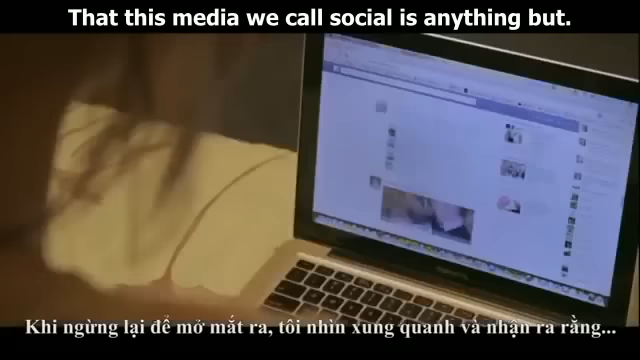 That this media we call social is anything but.
Khi ngừng lại để mở mắt ra, tôi nhìn xung quanh và nhận ra rằng...